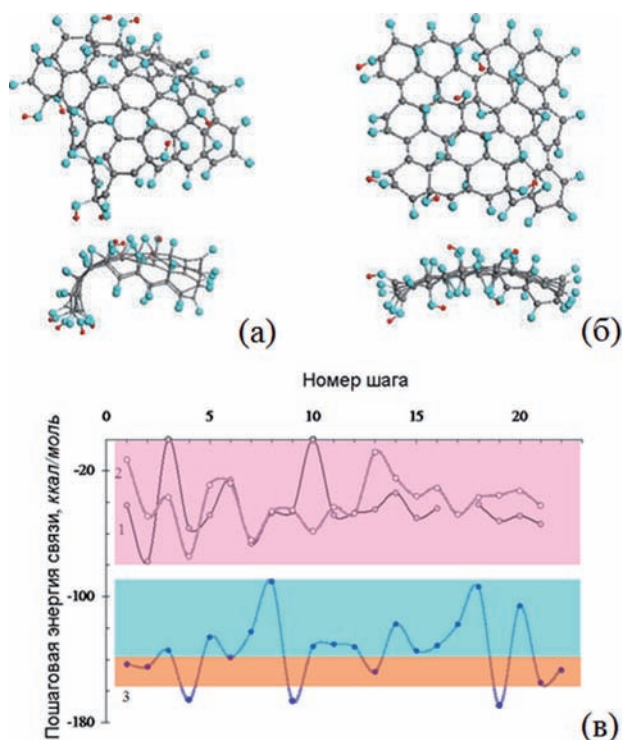 (а)
(б)
Номер шага
0 5 10 15 20
Пошаговая энергия связи, ккал/моль
-20
-100
-180
2
1
3
(в)